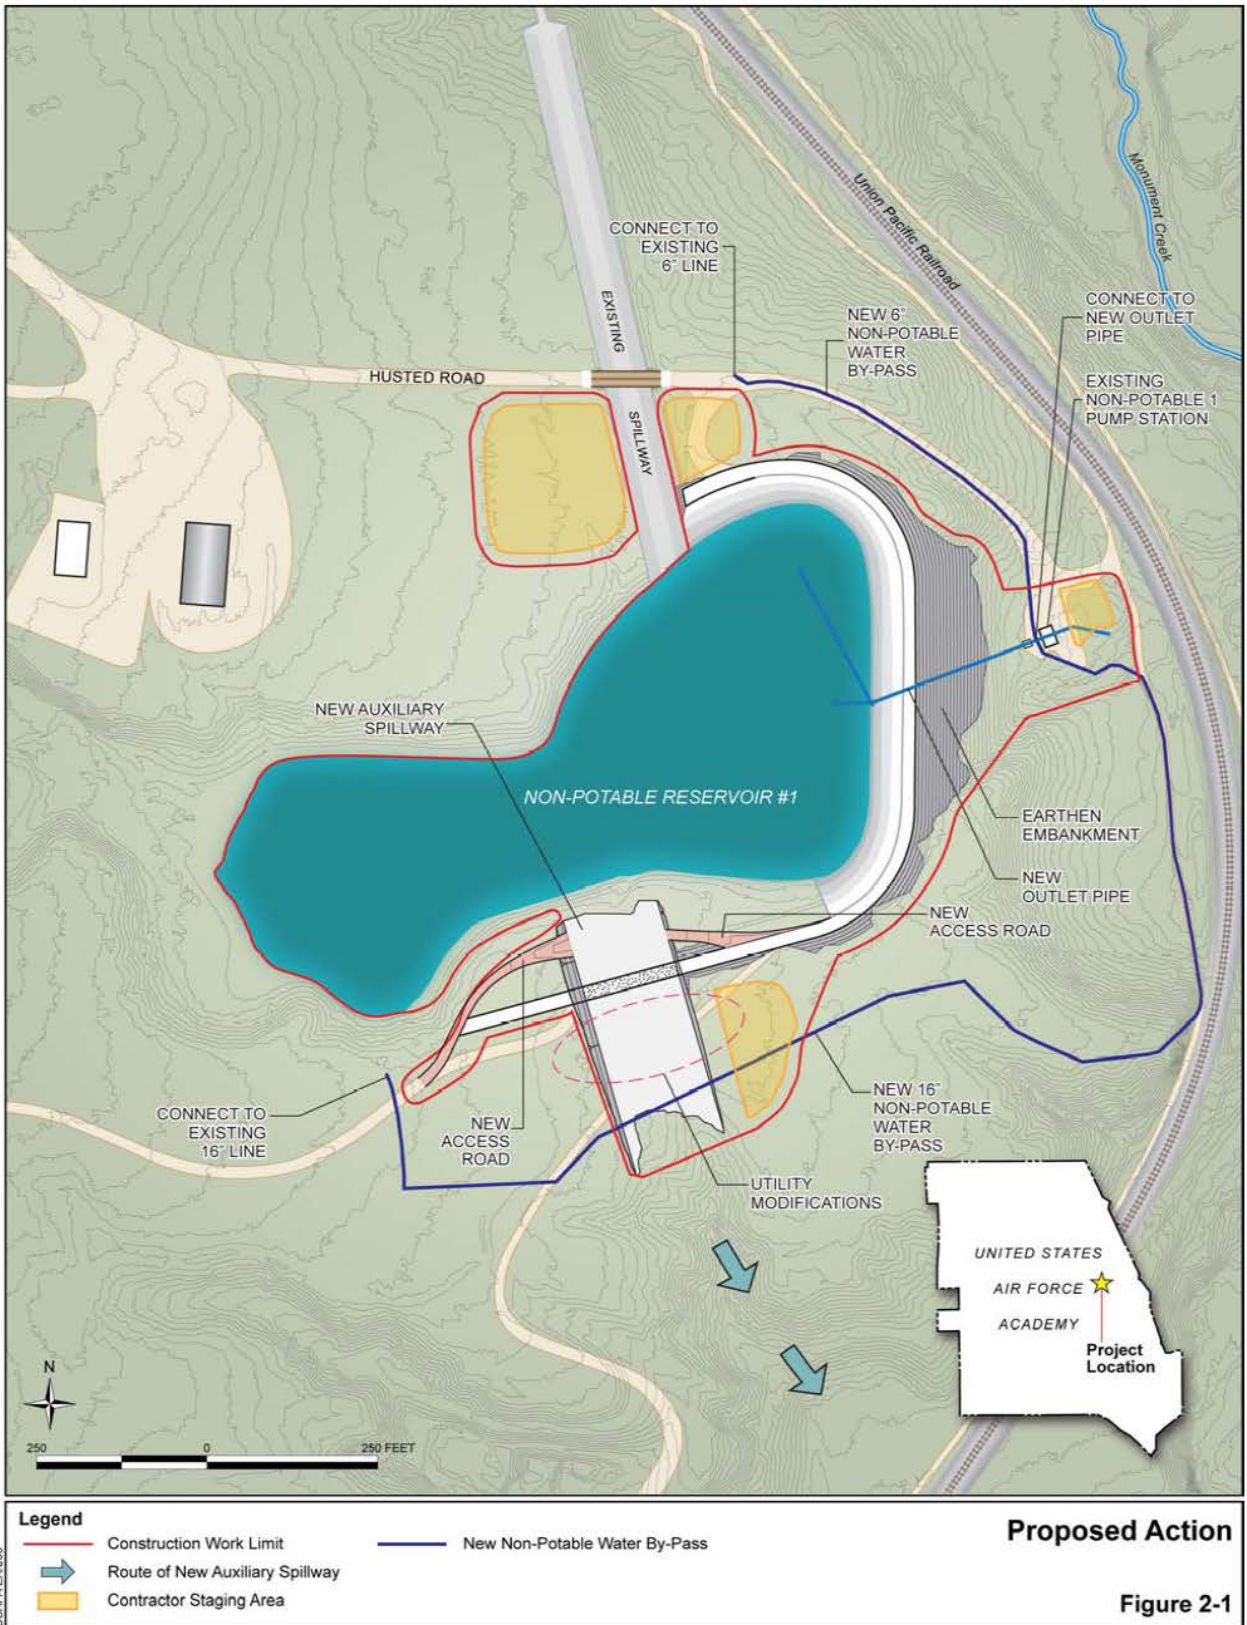 Monument Creek
Union Pacific Railroad
CONNECT TO
EXISTING
6" LINE
EXISTING
SPILLWAY
NEW 6"
NON-POTABLE
WATER
BY-PASS
CONNECT TO
NEW OUTLET
PIPE
HUSTED ROAD
EXISTING
NON-POTABLE 1
PUMP STATION
NEW AUXILIARY
SPILLWAY
NON-POTABLE RESERVOIR #1
EARTHEN
EMBANKMENT
NEW
OUTLET PIPE
NEW
ACCESS ROAD
CONNECT TO
EXISTING
16" LINE
NEW
ACCESS
ROAD
NEW 16"
NON-POTABLE
WATER
BY-PASS
UTILITY
MODIFICATIONS
UNITED STATES
AIR FORCE
ACADEMY
Project
Location
N
250 0 250 FEET
Legend
Construction Work Limit
Route of New Auxiliary Spillway
Contractor Staging Area
New Non-Potable Water By-Pass
Proposed Action
Figure 2-1